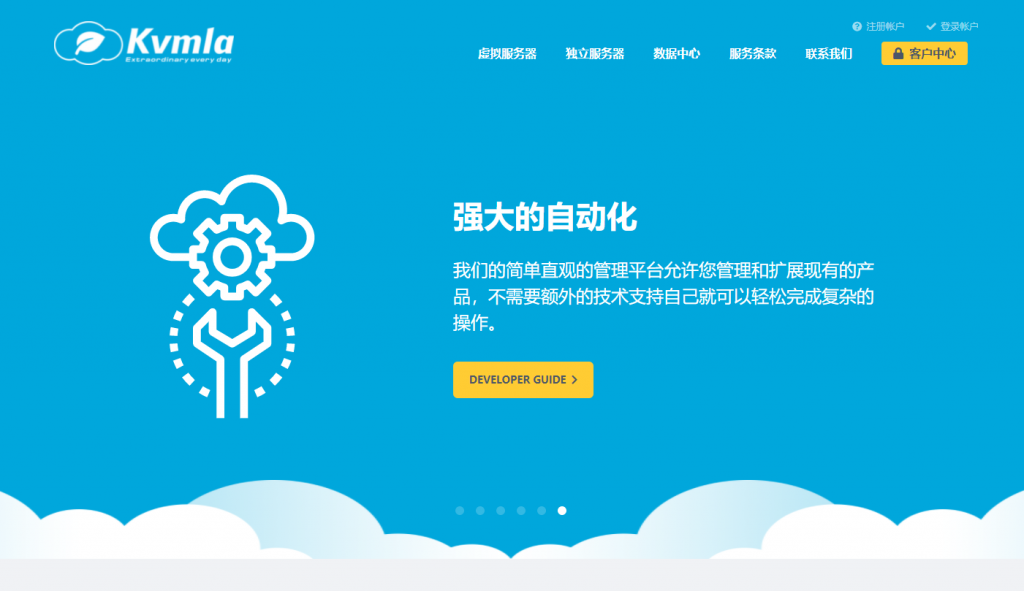 注册帐户 登录帐户
Kvmla
Extraordinary every day
虚拟服务器 独立服务器 数据中心 服务条款 联系我们 客户中心
强大的自动化
我们的简单直观的管理平台允许您管理和扩展现有的产
品，不需要额外的技术支持自己就可以轻松完成复杂的
操作。
DEVELOPER GUIDE